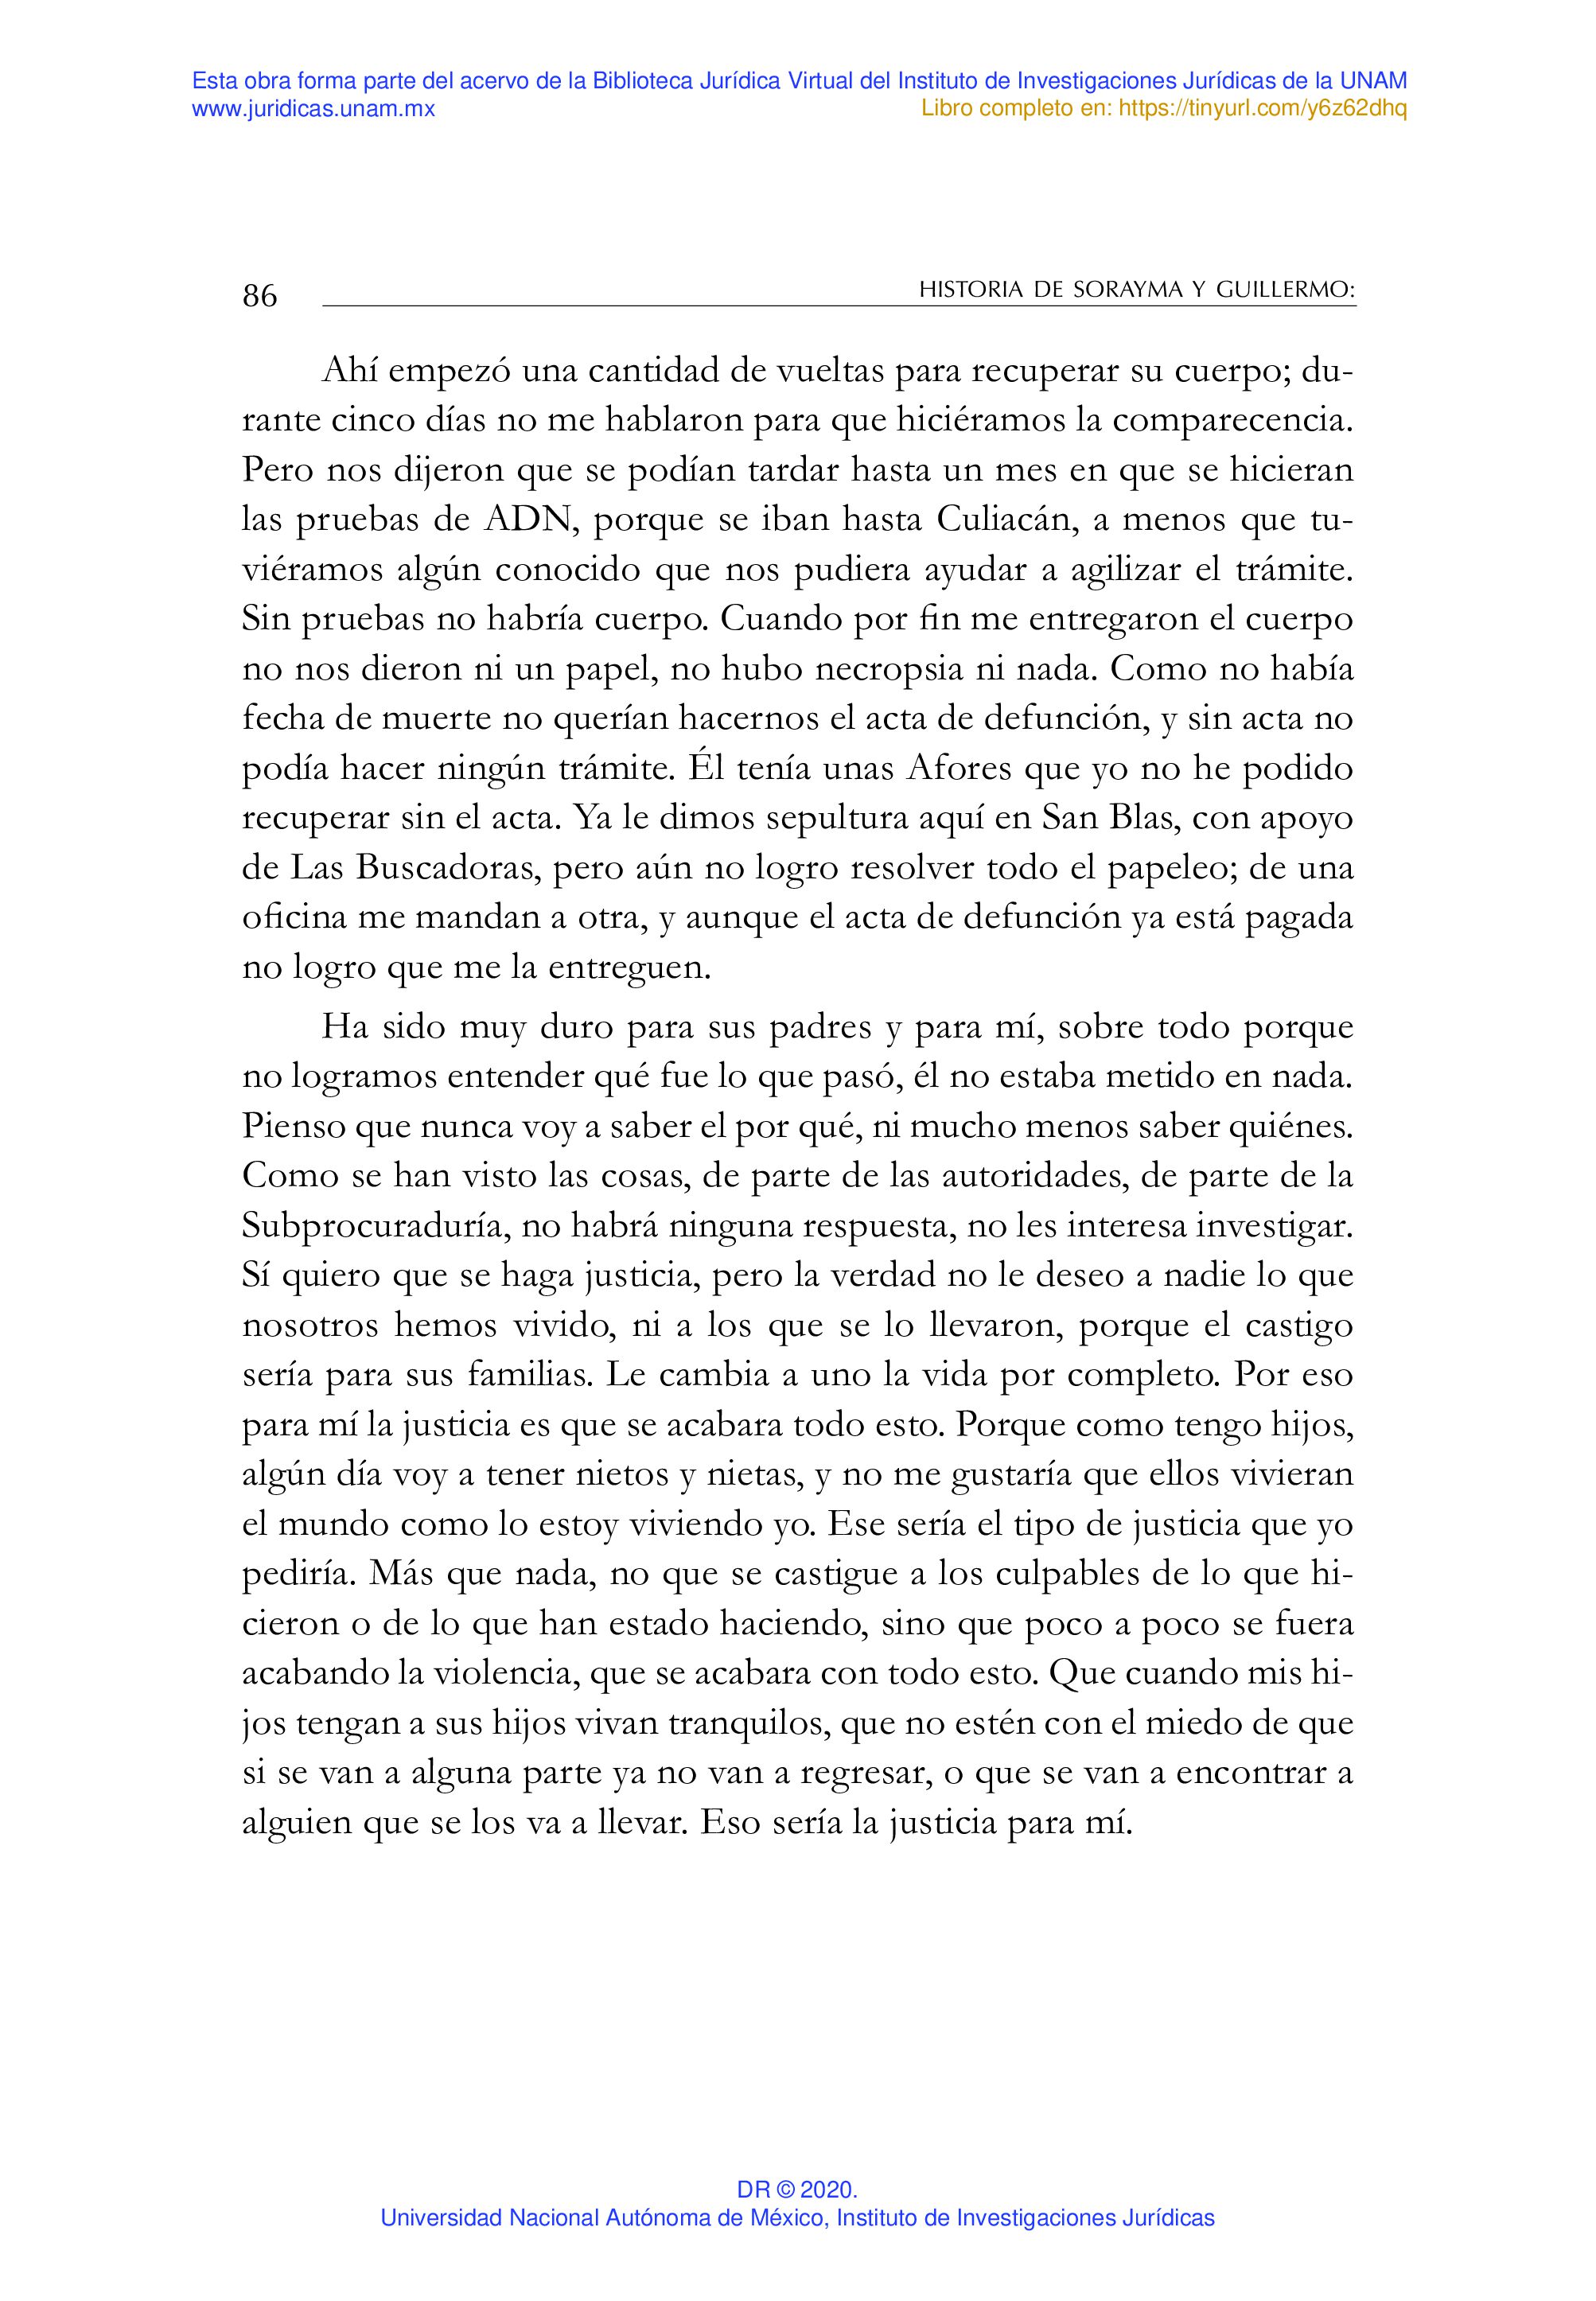 Esta obra forma parte del acervo de la Biblioteca Jurídica Virtual del Instituto de Investigaciones Jurídicas de la UNAM
www.juridicas.unam.mx
Libro completo en: https://tinyurl.com/y6z62dhq
86
HISTORIA DE SORAYMA Y GUILLERMO:
Ahí empezó una cantidad de vueltas para recuperar su cuerpo; du-
rante cinco días no me hablaron para que hiciéramos la comparecencia.
Pero nos dijeron que se podían tardar hasta un mes en que se hicieran
las pruebas de ADN, porque se iban hasta Culiacán, a menos que tu-
viéramos algún conocido que nos pudiera ayudar a agilizar el trámite.
Sin pruebas no habría cuerpo. Cuando por fin me entregaron el cuerpo
no nos dieron ni un papel, no hubo necropsia ni nada. Como no había
fecha de muerte no querían hacernos el acta de defunción, y sin acta no
podía hacer ningún trámite. Él tenía unas Afores que yo no he podido
recuperar sin el acta. Ya le dimos sepultura aquí en San Blas, con apoyo
de Las Buscadoras, pero aún no logro resolver todo el papeleo; de una
oficina me mandan a otra, y aunque el acta de defunción ya está pagada
no logro que me la entreguen.
Ha sido muy duro para sus padres y para mí, sobre todo porque
no logramos entender qué fue lo que pasó, él no estaba metido en nada.
Pienso que nunca voy a saber el por qué, ni mucho menos saber quiénes.
Como se han visto las cosas, de parte de las autoridades, de parte de la
Subprocuraduría, no habrá ninguna respuesta, no les interesa investigar.
Sí quiero que se haga justicia, pero la verdad no le deseo a nadie lo que
nosotros hemos vivido, ni a los que se lo llevaron, porque el castigo
sería para sus familias. Le cambia a uno la vida por completo. Por eso
para mí la justicia es que se acabara todo esto. Porque como tengo hijos,
algún día voy a tener nietos y nietas, y no me gustaría que ellos vivieran
el mundo como lo estoy viviendo yo. Ese sería el tipo de justicia que yo
pediría. Más que nada, no que se castigue a los culpables de lo que hi-
cieron o de lo que han estado haciendo, sino que poco a poco se fuera
acabando la violencia, que se acabara con todo esto. Que cuando mis hi-
jos tengan a sus hijos vivan tranquilos, que no estén con el miedo de que
si se van a alguna parte ya no van a regresar, o que se van a encontrar a
alguien que se los va a llevar. Eso sería la justicia para mí.
DR © 2020.
Universidad Nacional Autónoma de México, Instituto de Investigaciones Jurídicas